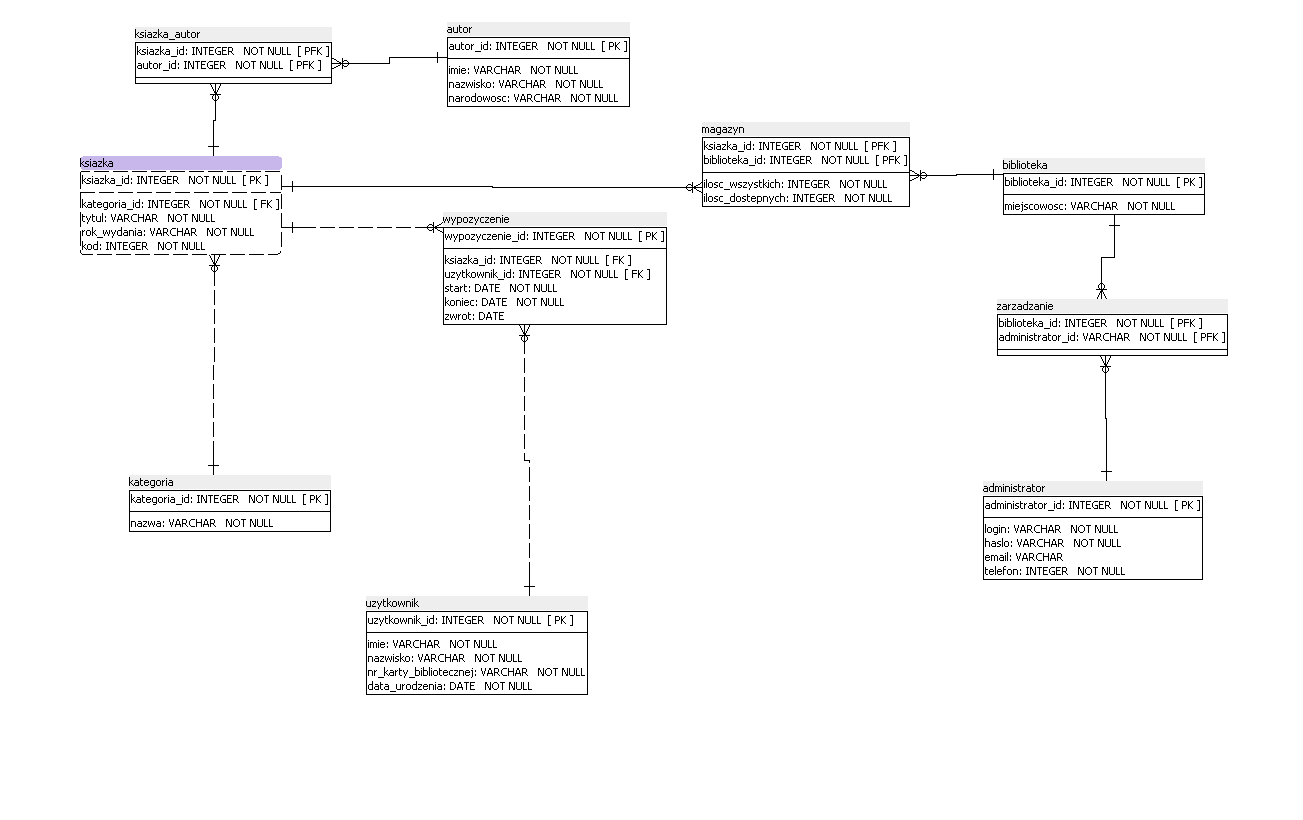 ksiazka_autor
ksiazka_id: INTEGER NOT NULL [ PFK ]
autor_id: INTEGER NOT NULL [ PFK ]
autor
autor_id: INTEGER NOT NULL [ PK ]
imie: VARCHAR NOT NULL
nazwisko: VARCHAR NOT NULL
narodowosc: VARCHAR NOT NULL
ksiazka
ksiazka_id: INTEGER NOT NULL [ PK ]
kategoria_id: INTEGER NOT NULL [ FK ]
tytul: VARCHAR NOT NULL
rok_wydania: VARCHAR NOT NULL
kod: INTEGER NOT NULL
magazyn
ksiazka_id: INTEGER NOT NULL [ PFK ]
biblioteka_id: INTEGER NOT NULL [ PFK ]
ilosc_wszystkich: INTEGER NOT NULL
ilosc_dostepnych: INTEGER NOT NULL
biblioteka
biblioteka_id: INTEGER NOT NULL [ PK ]
miejscowosc: VARCHAR NOT NULL
wypozyczenie
wypozyczenie_id: INTEGER NOT NULL [ PK ]
ksiazka_id: INTEGER NOT NULL [ FK ]
uzytkownik_id: INTEGER NOT NULL [ FK ]
start: DATE NOT NULL
koniec: DATE NOT NULL
zwrot: DATE
zarzadzanie
biblioteka_id: INTEGER NOT NULL [ PFK ]
administrator_id: VARCHAR NOT NULL [ PFK ]
kategoria
kategoria_id: INTEGER NOT NULL [ PK ]
nazwa: VARCHAR NOT NULL
administrator
administrator_id: INTEGER NOT NULL [ PK ]
login: VARCHAR NOT NULL
haslo: VARCHAR NOT NULL
email: VARCHAR
telefon: INTEGER NOT NULL
uzytkownik
uzytkownik_id: INTEGER NOT NULL [ PK ]
imie: VARCHAR NOT NULL
nazwisko: VARCHAR NOT NULL
nr_karty_bibliotecznej: VARCHAR NOT NULL
data_urodzenia: DATE NOT NULL